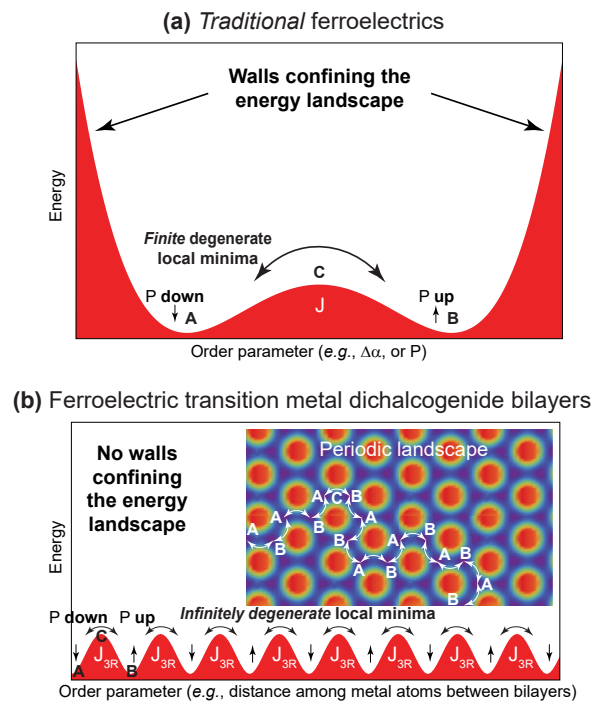 (a) Traditional ferroelectrics
Walls confining the
energy landscape
Energy
Finite degenerate
local minima
C
P down
A
J
P up
B
Order parameter (e.g., Δα, or P)
(b) Ferroelectric transition metal dichalcogenide bilayers
No walls
confining
the energy
landscape
Periodic landscape
A C B
A B A
A B B A B
B A B A B
A
B
Energy
P down P up Infinitely degenerate local minima
C
J3R J3R J3R J3R J3R J3R J3R J3R
A B
Order parameter (e.g., distance among metal atoms between bilayers)